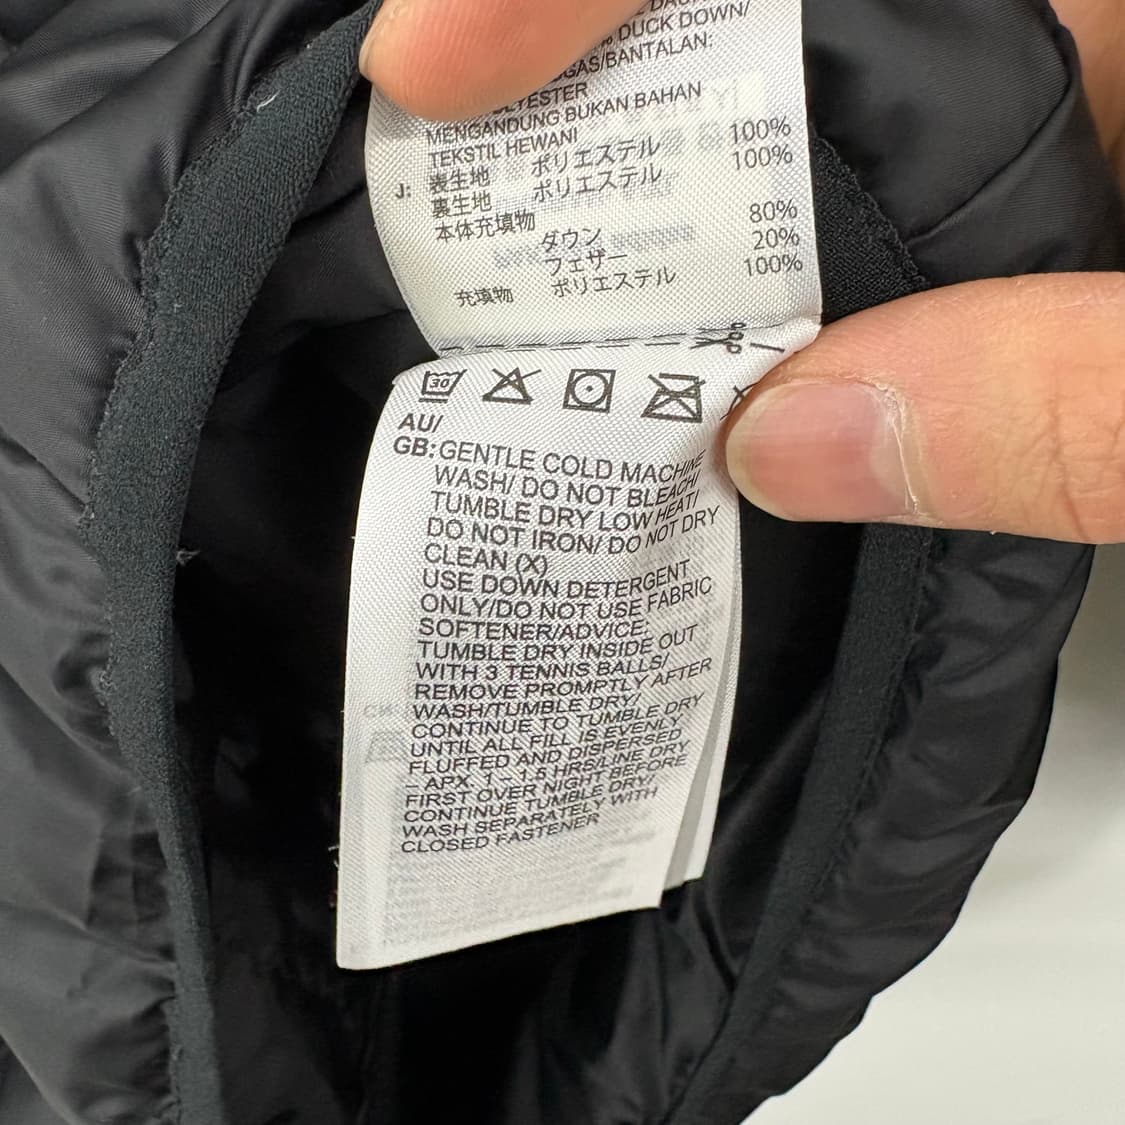 DUCK DOWN/
GAS/BANTALAN:
MENGANDUNG BUKAN BAHAN
TEKSTIL HEWANI
J: 表生地 ポリエステル 100%
裏生地 ポリエステル 100%
本体充填物
ダウン 80%
フェザー 20%
充填物 ポリエステル 100%
30
AU/
GB: GENTLE COLD MACHINE
WASH/ DO NOT BLEACH/
TUMBLE DRY LOW HEAT/
DO NOT IRON/ DO NOT DRY
CLEAN (X)
USE DOWN DETERGENT
ONLY/DO NOT USE FABRIC
SOFTENER/ADVICE:
TUMBLE DRY INSIDE OUT
WITH 3 TENNIS BALLS/
REMOVE PROMPTLY AFTER
WASH/TUMBLE DRY/
CONTINUE TO TUMBLE DRY
UNTIL ALL FILL IS EVENLY
FLUFFED AND DISPERSED
– APX. 1 – 1.5 HRS/LINE DRY
FIRST OVER NIGHT BEFORE
CONTINUE TUMBLE DRY/
WASH SEPARATELY WITH
CLOSED FASTENER